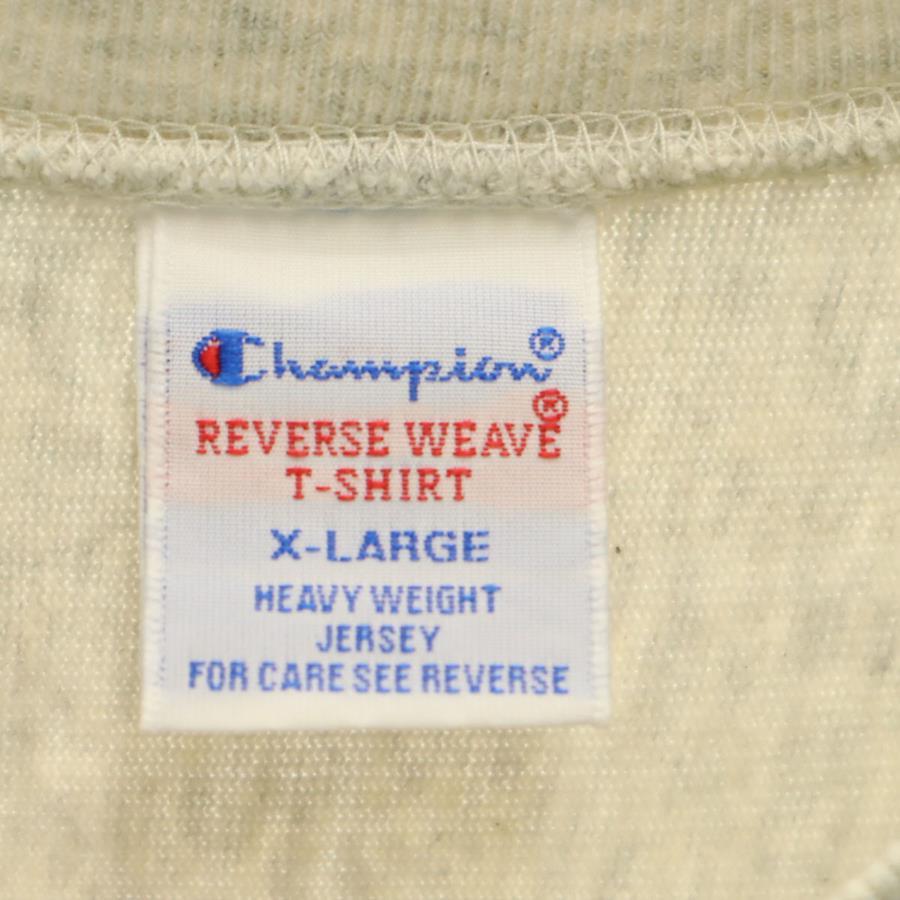 Champion®
REVERSE WEAVE®
T-SHIRT
X-LARGE
HEAVY WEIGHT
JERSEY
FOR CARE SEE REVERSE